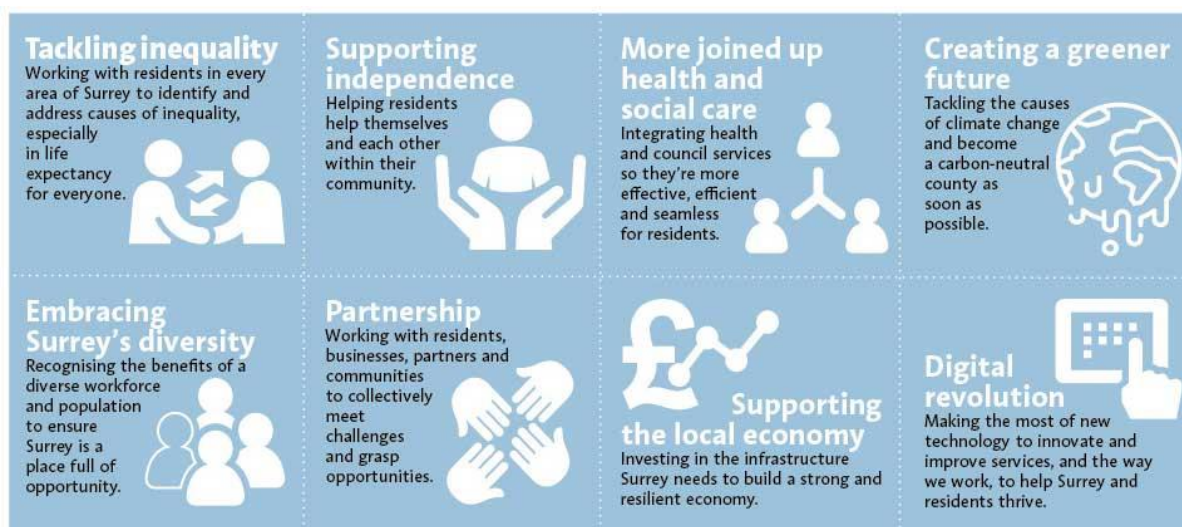 Tackling inequality
Working with residents in every
area of Surrey to identify and
address causes of inequality,
especially
in life
expectancy
for everyone.
Supporting
independence
Helping residents
help themselves
and each other
within their
community.
More joined up
health and
social care
Integrating health
and council services
so they're more
effective, efficient
and seamless
for residents.
Creating a greener
future
Tackling the causes
of climate change
and become
a carbon-neutral
county as
soon as
possible.
Embracing
Surrey's diversity
Recognising the benefits of a
diverse workforce
and population
to ensure
Surrey is a
place full of
opportunity.
Partnership
Working with residents,
businesses, partners and
communities
to collectively
meet
challenges
and grasp
opportunities.
£
Supporting
the local economy
Investing in the infrastructure
Surrey needs to build a strong and
resilient economy.
Digital
revolution
Making the most of new
technology to innovate and
improve services, and the way
we work, to help Surrey and
residents thrive.